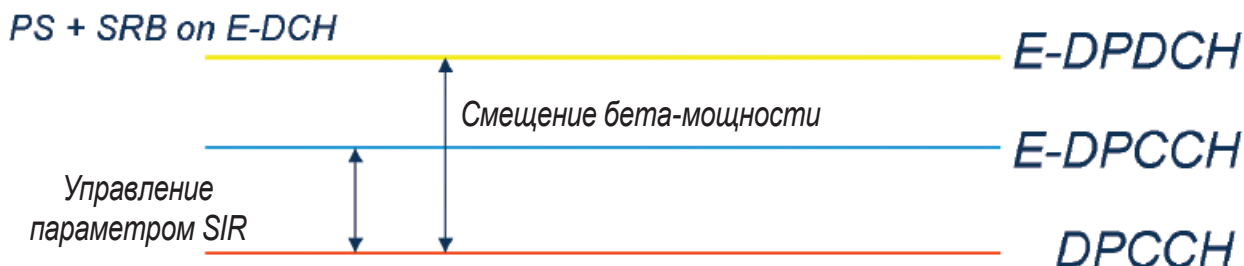 PS + SRB on E-DCH
E-DPDCH
Смещение бета-мощности
E-DPCCH
Управление
параметром SIR
DPCCH